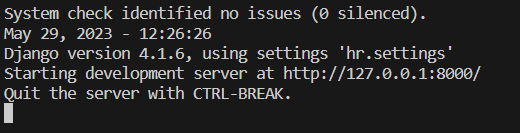 System check identified no issues (0 silenced).
May 29, 2023 - 12:26:26
Django version 4.1.6, using settings 'hr.settings'
Starting development server at http://127.0.0.1:8000/
Quit the server with CTRL-BREAK.